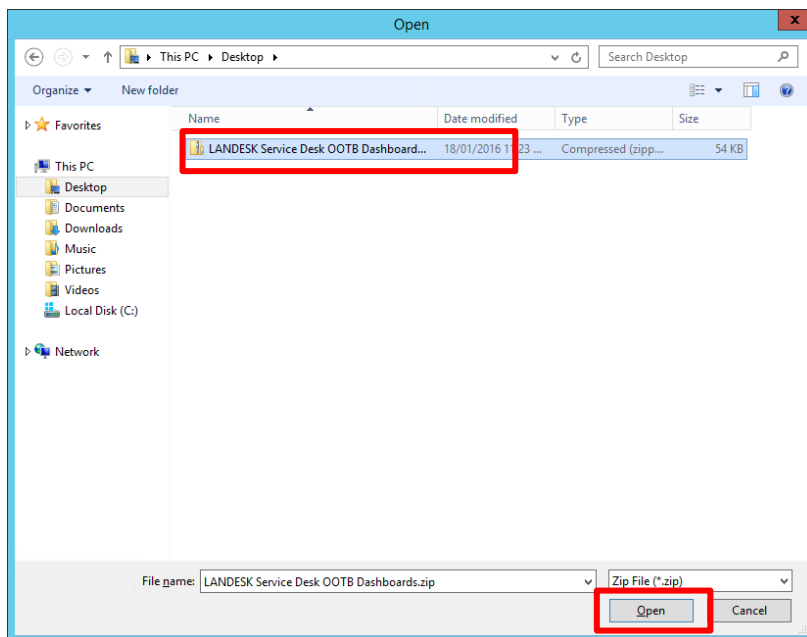 Open
x
This PC Desktop
Search Desktop
Organize New folder
Name Date modified Type Size
Favorites
LANDESK Service Desk OOTB Dashboard... 18/01/2016 11:23 ... Compressed (zipp... 54 KB
This PC
Desktop
Documents
Downloads
Music
Pictures
Videos
Local Disk (C:)
Network
File name: LANDESK Service Desk OOTB Dashboards.zip Zip File (*.zip)
Open Cancel